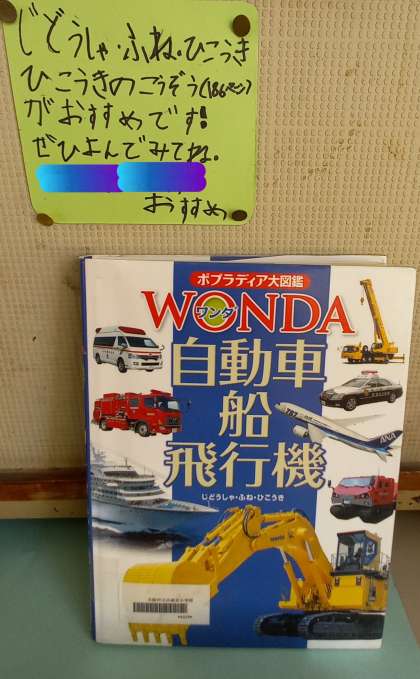 じどうしゃ・ふね・ひこうき
ひこうきのこうぞう(186ページ)
がおすすめです!
ぜひよんでみてね。
おすすめ
ポプラディア大図鑑
WONDA
ワンダ
自動車
船
飛行機
じどうしゃ・ふね・ひこうき
787
ANA